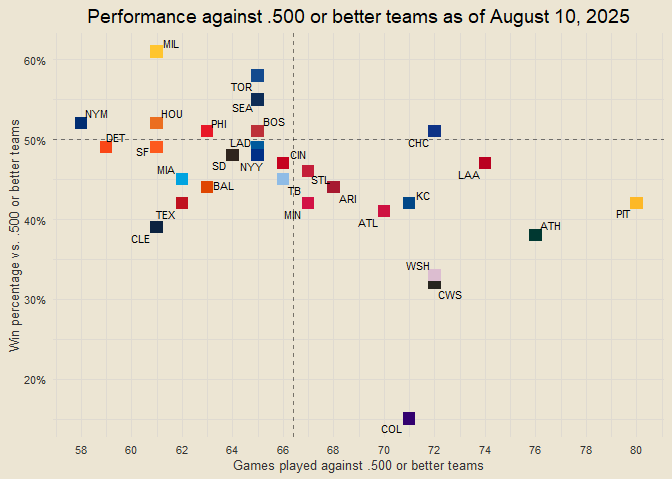 Performance against .500 or better teams as of August 10, 2025
60%
50%
40%
30%
20%
Win percentage vs. .500 or better teams
MIL
TOR
SEA
NYM
HOU
PHI
BOS
DET
SF
LAD
CHC
SD
NYY
CIN
LAA
MIA
BAL
TB
STL
ARI
KC
TEX
MIN
ATL
PIT
CLE
ATH
WSH
CWS
COL
58 60 62 64 66 68 70 72 74 76 78 80
Games played against .500 or better teams